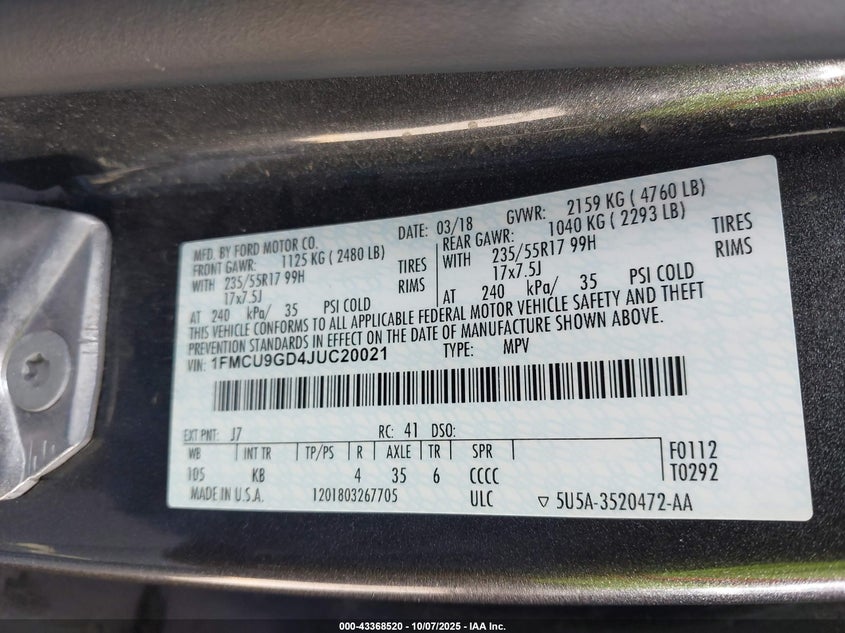 MFD. BY FORD MOTOR CO. DATE: 03/18 GVWR: 2159 KG ( 4760 LB)
FRONT GAWR: 1125 KG ( 2480 LB) REAR GAWR: 1040 KG ( 2293 LB)
WITH 235/55R17 99H TIRES WITH 235/55R17 99H TIRES
17x7.5J RIMS 17x7.5J RIMS
AT 240 kPa/ 35 PSI COLD AT 240 kPa/ 35 PSI COLD
THIS VEHICLE CONFORMS TO ALL APPLICABLE FEDERAL MOTOR VEHICLE SAFETY AND THEFT
PREVENTION STANDARDS IN EFFECT ON THE DATE OF MANUFACTURE SHOWN ABOVE.
VIN: 1FMCU9GD4JUC20021 TYPE: MPV
EXT PNT: J7 RC: 41 DSO:
WB INT TR TP/PS R AXLE TR SPR F0112
105 KB 4 35 6 CCCC T0292
MADE IN U.S.A. 1201803267705 ULC ▽ 5U5A-3520472-AA
000-43368520 | 10/07/2025 - IAA Inc.